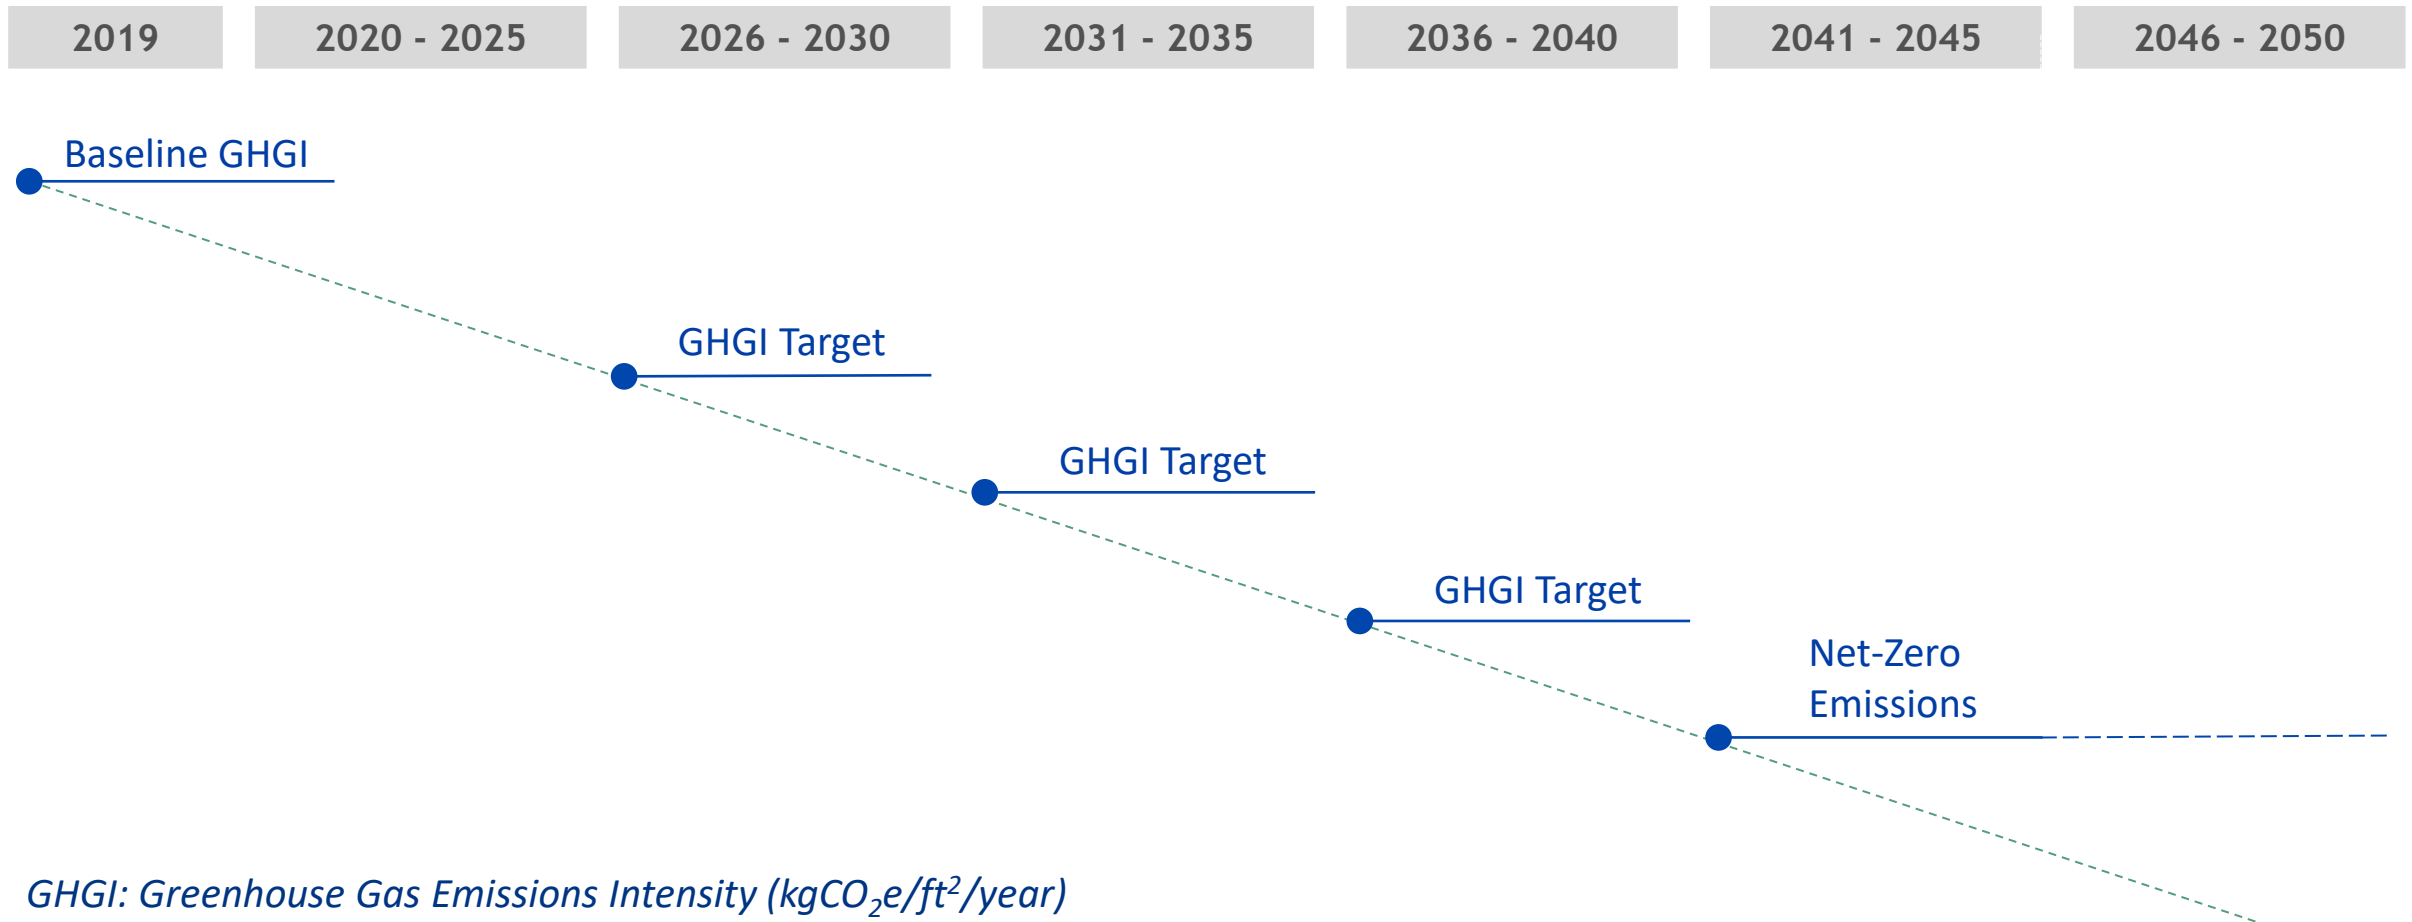 2019
2020 - 2025
2026 - 2030
2031 - 2035
2036 - 2040
2041 - 2045
2046 - 2050
Baseline GHGI
GHGI Target
GHGI Target
GHGI Target
Net-Zero
Emissions
GHGI: Greenhouse Gas Emissions Intensity (kgCO₂e/ft²/year)